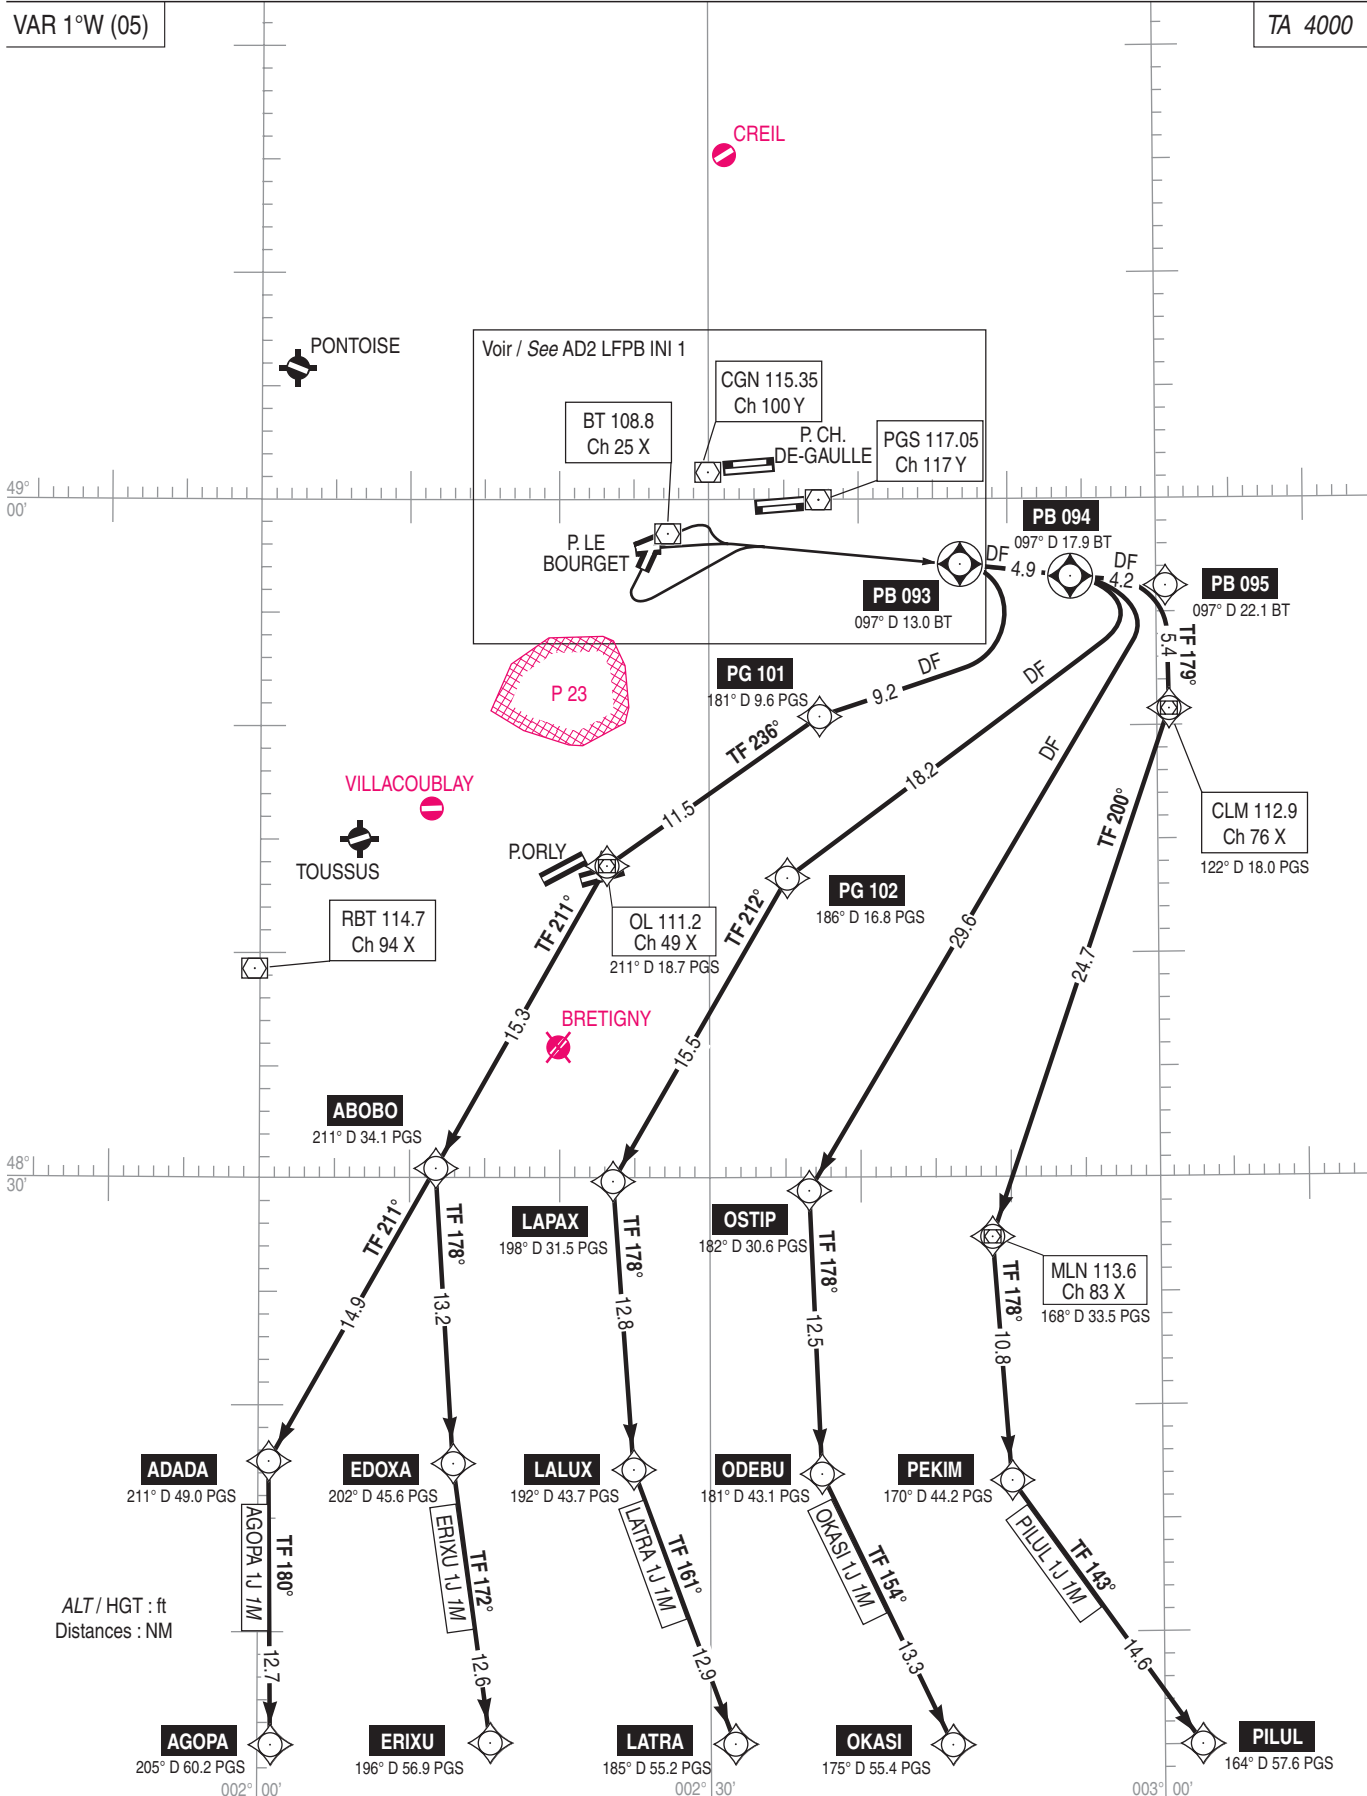 VAR 1°W (05)
TA 4000
CREIL
PONTOISE
Voir / See AD2 LFPB INI 1
CGN 115.35
Ch 100 Y
BT 108.8
Ch 25 X
P. CH.
DE-GAULLE
PGS 117.05
Ch 117 Y
49°
00'
P. LE
BOURGET
PB 094
097° D 17.9 BT
DF
4.9
DF
4.2
PB 095
097° D 22.1 BT
PB 093
097° D 13.0 BT
TF 179°
5.4
P 23
PG 101
181° D 9.6 PGS
DF
9.2
DF
DF
TF 236°
11.5
18.2
VILLACOUBLAY
TOUSSUS
P.ORLY
TF 200°
CLM 112.9
Ch 76 X
122° D 18.0 PGS
RBT 114.7
Ch 94 X
TF 211°
OL 111.2
Ch 49 X
211° D 18.7 PGS
TF 212°
PG 102
186° D 16.8 PGS
29.6
24.7
15.3
BRETIGNY
15.5
ABOBO
211° D 34.1 PGS
48°
30'
TF 211°
14.9
TF 178°
13.2
LAPAX
198° D 31.5 PGS
TF 178°
12.8
OSTIP
182° D 30.6 PGS
TF 178°
12.5
TF 178°
10.8
MLN 113.6
Ch 83 X
168° D 33.5 PGS
ADADA
211° D 49.0 PGS
EDOXA
202° D 45.6 PGS
LALUX
192° D 43.7 PGS
ODEBU
181° D 43.1 PGS
PEKIM
170° D 44.2 PGS
AGOPA 1J 1M
TF 180°
ERIXU 1J 1M
TF 172°
LATRA 1J 1M
TF 161°
OKASI 1J 1M
TF 154°
PILUL 1J 1M
TF 143°
ALT / HGT : ft
Distances : NM
12.7
12.6
12.9
13.3
14.6
AGOPA
205° D 60.2 PGS
ERIXU
196° D 56.9 PGS
LATRA
185° D 55.2 PGS
OKASI
175° D 55.4 PGS
PILUL
164° D 57.6 PGS
002° 00'
002° 30'
003° 00'